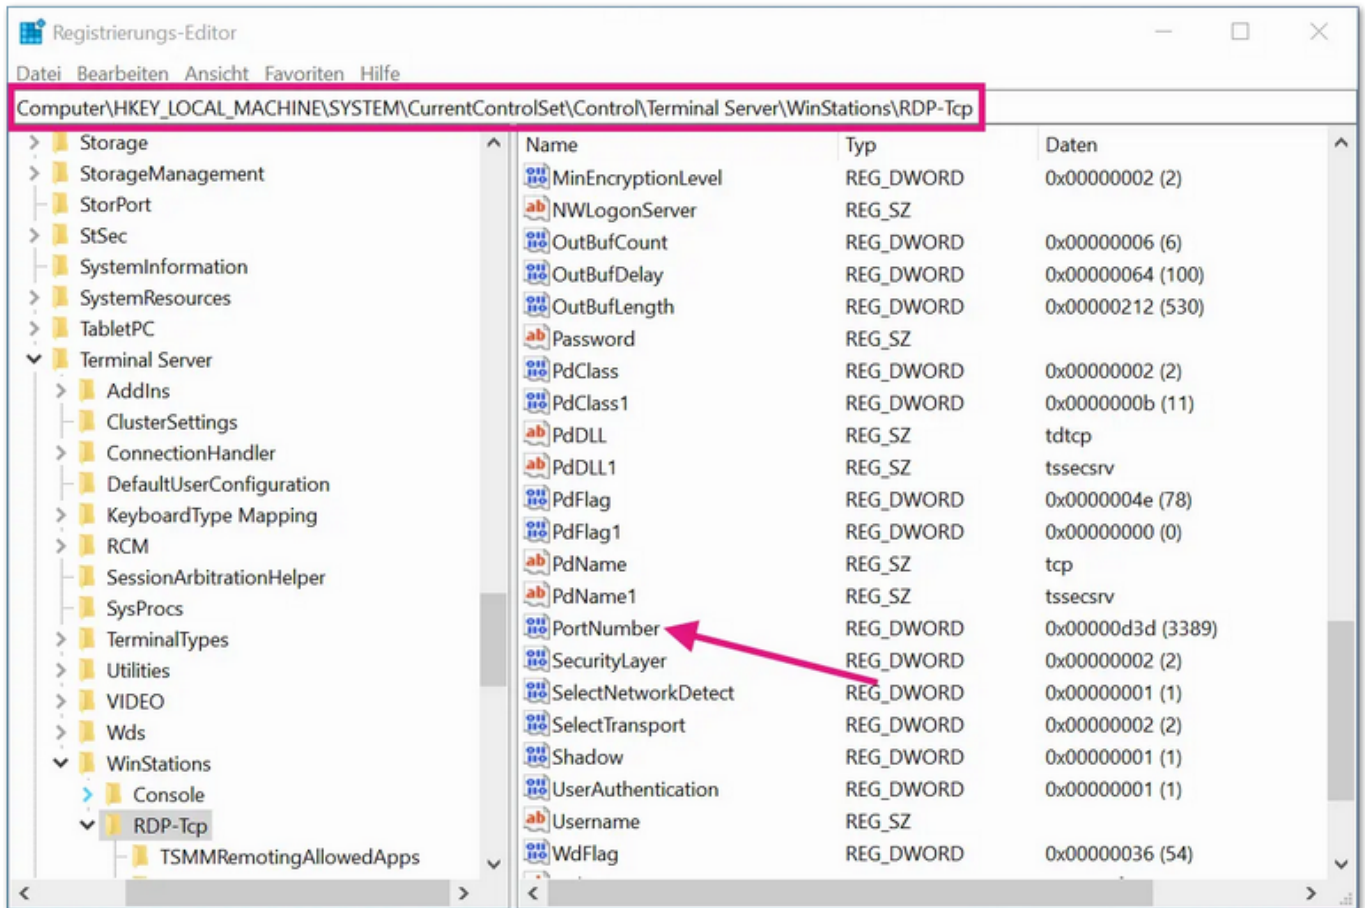 Registrierungs-Editor
Datei Bearbeiten Ansicht Favoriten Hilfe
Computer\HKEY_LOCAL_MACHINE\SYSTEM\CurrentControlSet\Control\Terminal Server\WinStations\RDP-Tcp
Storage
StorageManagement
StorPort
StSec
SystemInformation
SystemResources
TabletPC
Terminal Server
AddIns
ClusterSettings
ConnectionHandler
DefaultUserConfiguration
KeyboardType Mapping
RCM
SessionArbitrationHelper
SysProcs
TerminalTypes
Utilities
VIDEO
Wds
WinStations
Console
RDP-Tcp
TSMMRemotingAllowedApps
Name Typ Daten
MinEncryptionLevel REG_DWORD 0x00000002 (2)
NWLogonServer REG_SZ
OutBufCount REG_DWORD 0x00000006 (6)
OutBufDelay REG_DWORD 0x00000064 (100)
OutBufLength REG_DWORD 0x00000212 (530)
Password REG_SZ
PdClass REG_DWORD 0x00000002 (2)
PdClass1 REG_DWORD 0x0000000b (11)
PdDLL REG_SZ tdtcp
PdDLL1 REG_SZ tssecsrv
PdFlag REG_DWORD 0x0000004e (78)
PdFlag1 REG_DWORD 0x00000000 (0)
PdName REG_SZ tcp
PdName1 REG_SZ tssecsrv
PortNumber REG_DWORD 0x00000d3d (3389)
SecurityLayer REG_DWORD 0x00000002 (2)
SelectNetworkDetect REG_DWORD 0x00000001 (1)
SelectTransport REG_DWORD 0x00000002 (2)
Shadow REG_DWORD 0x00000001 (1)
UserAuthentication REG_DWORD 0x00000001 (1)
Username REG_SZ
WdFlag REG_DWORD 0x00000036 (54)